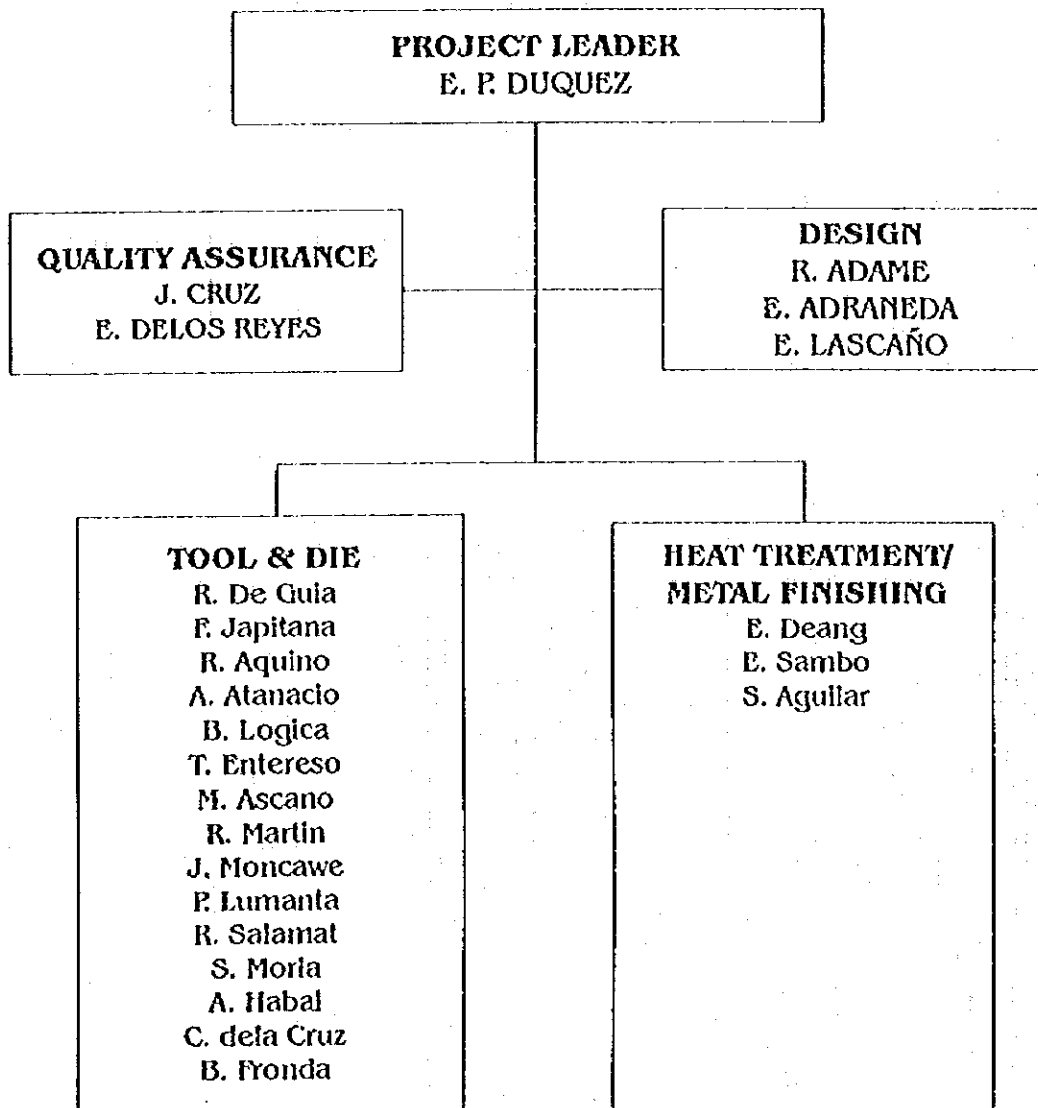 PROJECT LEADER
E. P. DUQUEZ
QUALITY ASSURANCE
J. CRUZ
E. DELOS REYES
DESIGN
R. ADAME
E. ADRANEDA
E. LASCAÑO
TOOL & DIE
R. De Guia
F. Japitana
R. Aquino
A. Atanacio
B. Logica
T. Entereso
M. Ascano
R. Martin
J. Moncawe
P. Lumanta
R. Salamat
S. Morla
A. Habal
C. dela Cruz
B. Fronda
HEAT TREATMENT/
METAL FINISHING
E. Deang
E. Sambo
S. Aguilar